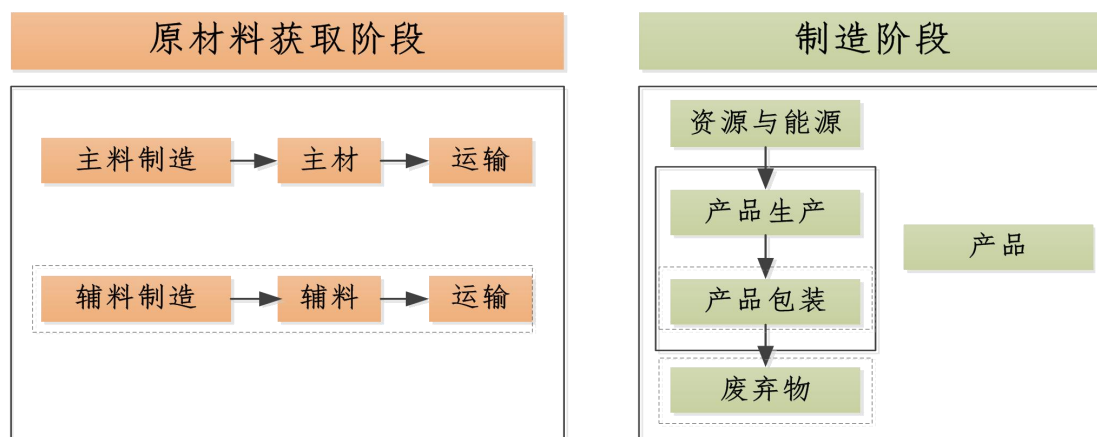 原材料获取阶段
制造阶段
主料制造
主材
运输
辅料制造
辅料
运输
资源与能源
产品生产
产品包装
废弃物
产品